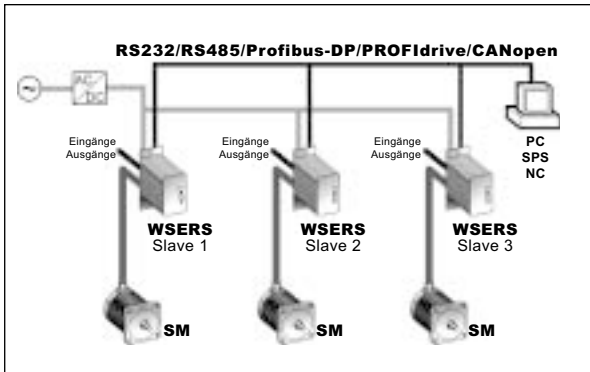 RS232/RS485/Profibus-DP/PROFIdrive/CANopen
AC
DC
Eingänge
Ausgänge
Eingänge
Ausgänge
Eingänge
Ausgänge
PC
SPS
NC
WSERS
Slave 1
WSERS
Slave 2
WSERS
Slave 3
SM
SM
SM